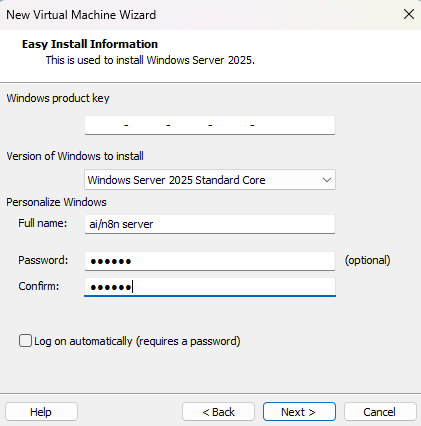 New Virtual Machine Wizard
Easy Install Information
This is used to install Windows Server 2025.
Windows product key
- - - -
Version of Windows to install
Windows Server 2025 Standard Core
Personalize Windows
Full name: ai/n8n server
Password: ●●●●●● (optional)
Confirm: ●●●●●●
Log on automatically (requires a password)
Help < Back Next > Cancel